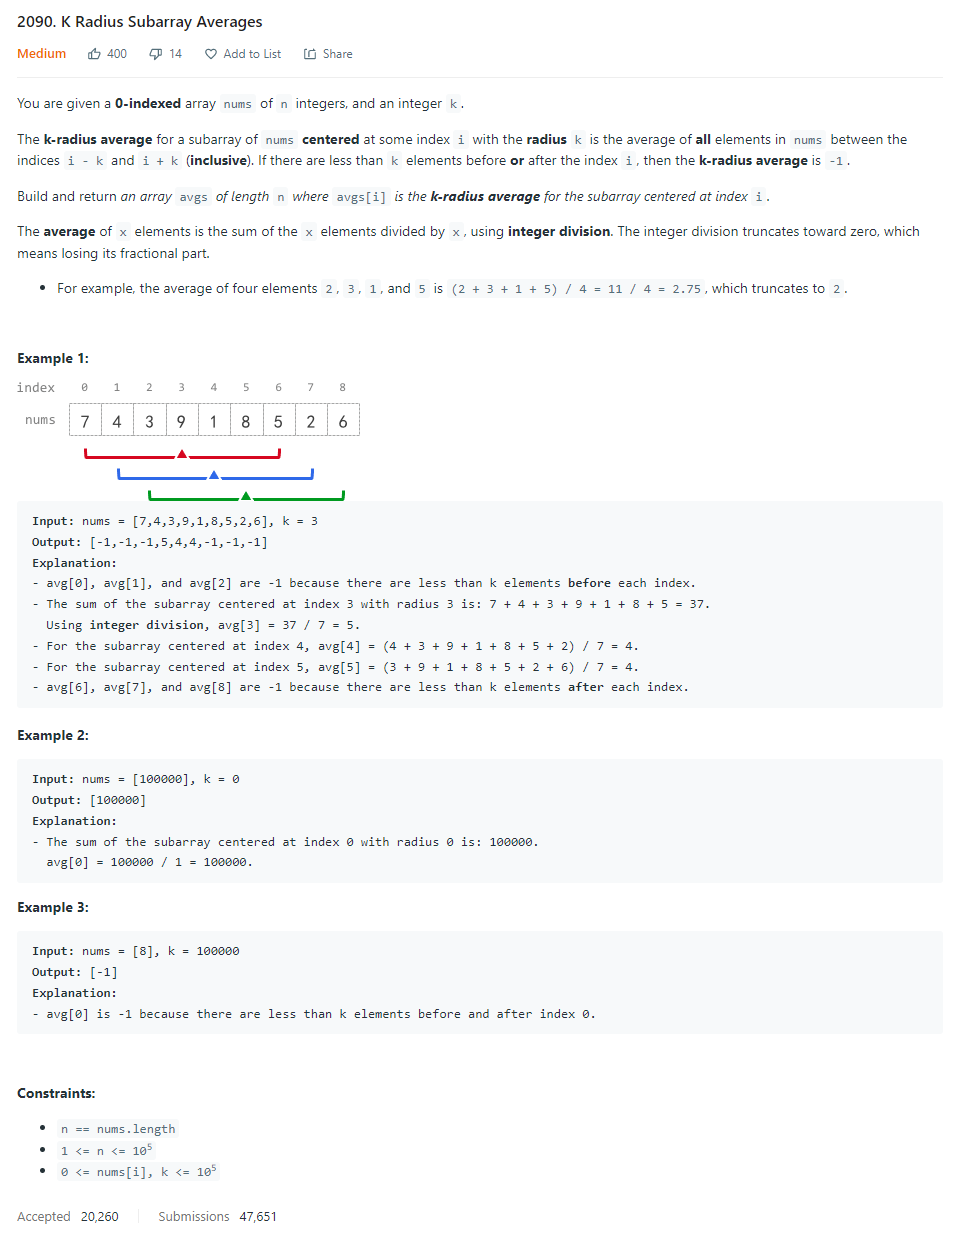 2090. K Radius Subarray Averages
Medium 400 14 Add to List Share
You are given a 0-indexed array nums of n integers, and an integer k.
The k-radius average for a subarray of nums centered at some index i with the radius k is the average of all elements in nums between the
indices i - k and i + k (inclusive). If there are less than k elements before or after the index i, then the k-radius average is -1.
Build and return an array avgs of length n where avgs[i] is the k-radius average for the subarray centered at index i.
The average of x elements is the sum of the x elements divided by x, using integer division. The integer division truncates toward zero, which
means losing its fractional part.
• For example, the average of four elements 2, 3, 1, and 5 is (2 + 3 + 1 + 5) / 4 = 11 / 4 = 2.75, which truncates to 2.
Example 1:
index 0 1 2 3 4 5 6 7 8
nums 7 4 3 9 1 8 5 2 6
Input: nums = [7,4,3,9,1,8,5,2,6], k = 3
Output: [-1,-1,-1,5,4,4,-1,-1,-1]
Explanation:
- avg[0], avg[1], and avg[2] are -1 because there are less than k elements before each index.
- The sum of the subarray centered at index 3 with radius 3 is: 7 + 4 + 3 + 9 + 1 + 8 + 5 = 37.
Using integer division, avg[3] = 37 / 7 = 5.
- For the subarray centered at index 4, avg[4] = (4 + 3 + 9 + 1 + 8 + 5 + 2) / 7 = 4.
- For the subarray centered at index 5, avg[5] = (3 + 9 + 1 + 8 + 5 + 2 + 6) / 7 = 4.
- avg[6], avg[7], and avg[8] are -1 because there are less than k elements after each index.
Example 2:
Input: nums = [100000], k = 0
Output: [100000]
Explanation:
- The sum of the subarray centered at index 0 with radius 0 is: 100000.
avg[0] = 100000 / 1 = 100000.
Example 3:
Input: nums = [8], k = 100000
Output: [-1]
Explanation:
- avg[0] is -1 because there are less than k elements before and after index 0.
Constraints:
• n == nums.length
• 1 <= n <= 10⁵
• 0 <= nums[i], k <= 10⁵
Accepted 20,260 Submissions 47,651